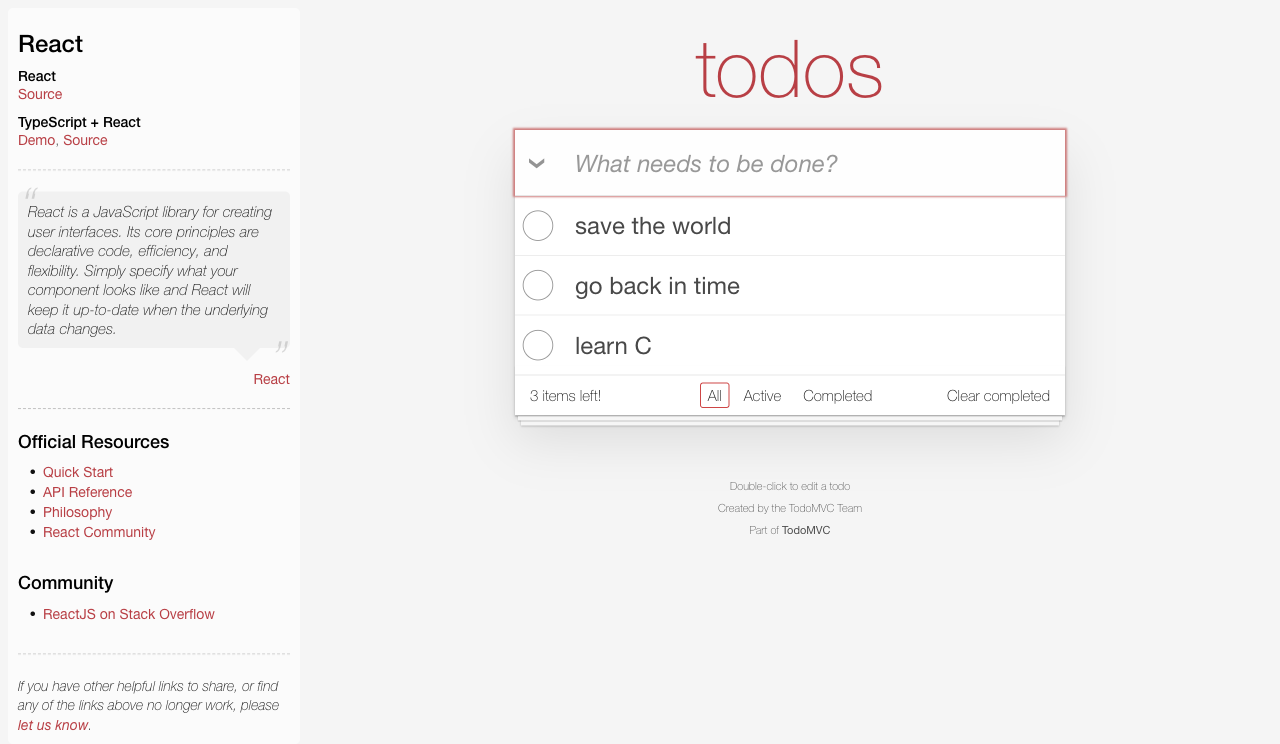 React
React
Source
TypeScript + React
Demo, Source
“
React is a JavaScript library for creating
user interfaces. Its core principles are
declarative code, efficiency, and
flexibility. Simply specify what your
component looks like and React will
keep it up-to-date when the underlying
data changes.
”
React
Official Resources
• Quick Start
• API Reference
• Philosophy
• React Community
Community
• ReactJS on Stack Overflow
If you have other helpful links to share, or find
any of the links above no longer work, please
let us know.
todos
What needs to be done?
save the world
go back in time
learn C
3 items left! All Active Completed Clear completed
Double-click to edit a todo
Created by the TodoMVC Team
Part of TodoMVC